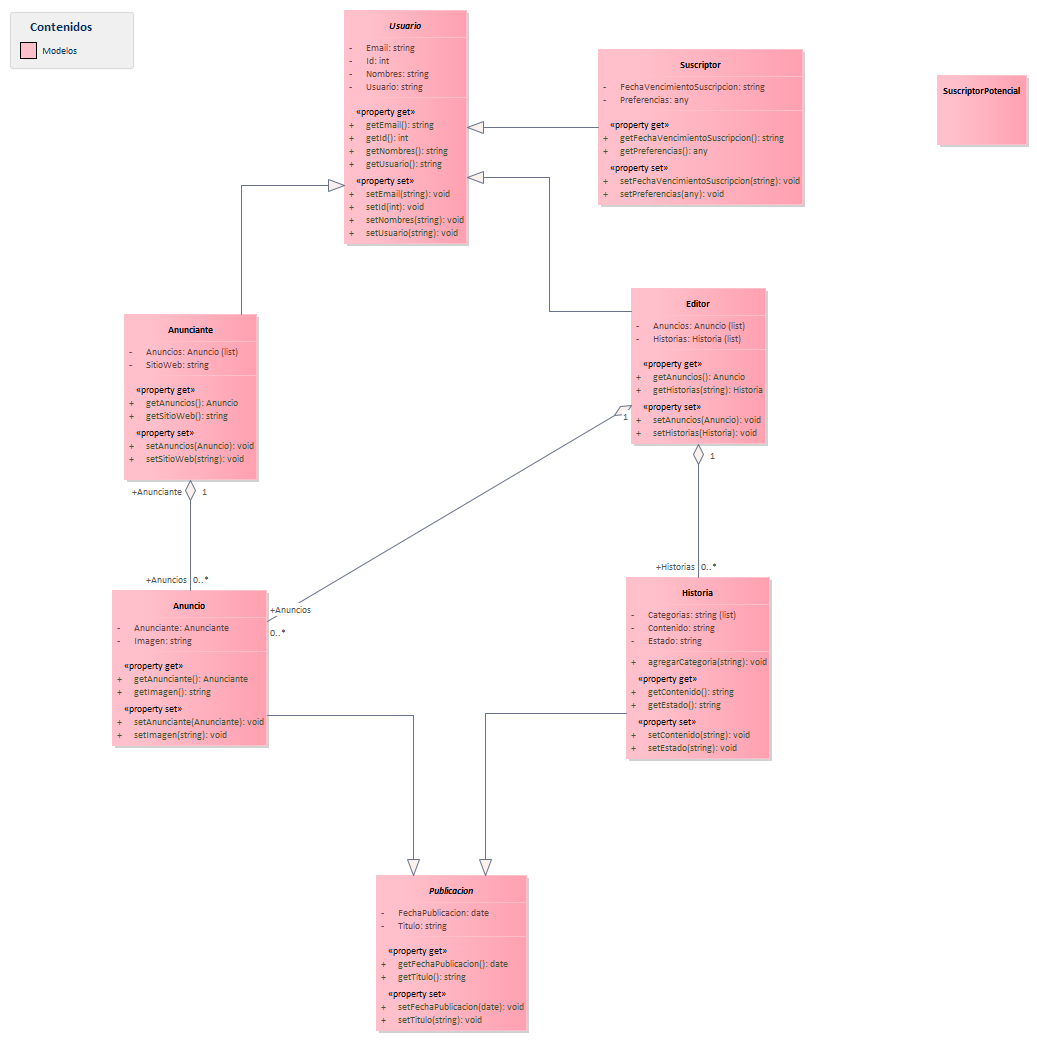 Contenidos
Modelos
Usuario
- Email: string
- Id: int
- Nombres: string
- Usuario: string
«property get»
+ getEmail(): string
+ getId(): int
+ getNombres(): string
+ getUsuario(): string
«property set»
+ setEmail(string): void
+ setId(int): void
+ setNombres(string): void
+ setUsuario(string): void
Suscriptor
- FechaVencimientoSuscripcion: string
- Preferencias: any
«property get»
+ getFechaVencimientoSuscripcion(): string
+ getPreferencias(): any
«property set»
+ setFechaVencimientoSuscripcion(string): void
+ setPreferencias(any): void
SuscriptorPotencial
Anunciante
- Anuncios: Anuncio (list)
- SitioWeb: string
«property get»
+ getAnuncios(): Anuncio
+ getSitioWeb(): string
«property set»
+ setAnuncios(Anuncio): void
+ setSitioWeb(string): void
Editor
- Anuncios: Anuncio (list)
- Historias: Historia (list)
«property get»
+ getAnuncios(): Anuncio
+ getHistorias(string): Historia
«property set»
+ setAnuncios(Anuncio): void
+ setHistorias(Historia): void
1
1
+Anunciante 1
+Anuncios 0..*
+Historias 0..*
+Anuncios
0..*
Anuncio
- Anunciante: Anunciante
- Imagen: string
«property get»
+ getAnunciante(): Anunciante
+ getImagen(): string
«property set»
+ setAnunciante(Anunciante): void
+ setImagen(string): void
Historia
- Categorias: string (list)
- Contenido: string
- Estado: string
+ agregarCategoria(string): void
«property get»
+ getContenido(): string
+ getEstado(): string
«property set»
+ setContenido(string): void
+ setEstado(string): void
Publicacion
- FechaPublicacion: date
- Titulo: string
«property get»
+ getFechaPublicacion(): date
+ getTitulo(): string
«property set»
+ setFechaPublicacion(date): void
+ setTitulo(string): void